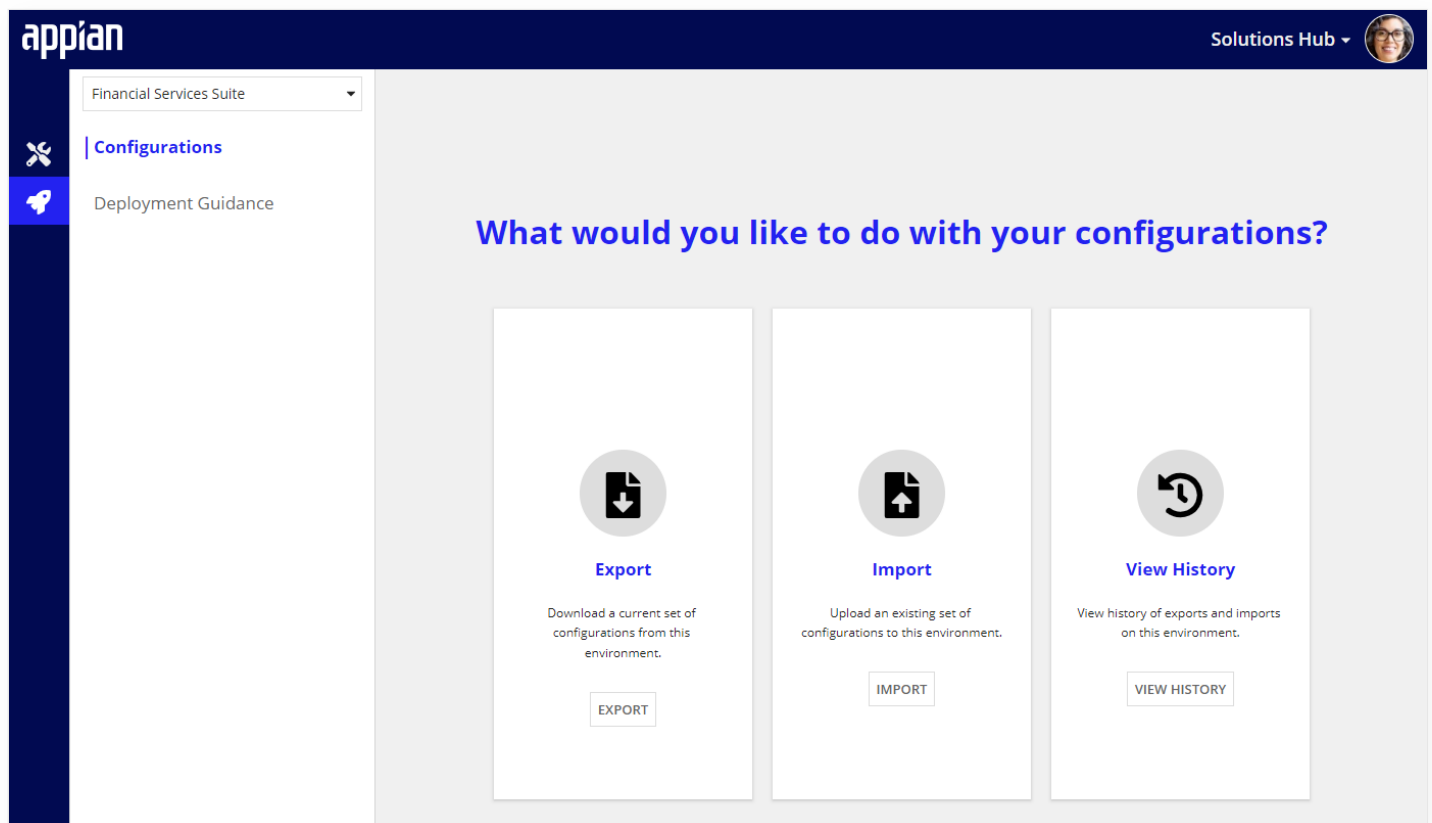 appian
Solutions Hub
Financial Services Suite
Configurations
Deployment Guidance
What would you like to do with your configurations?
Export
Download a current set of
configurations from this
environment.
EXPORT
Import
Upload an existing set of
configurations to this environment.
IMPORT
View History
View history of exports and imports
on this environment.
VIEW HISTORY